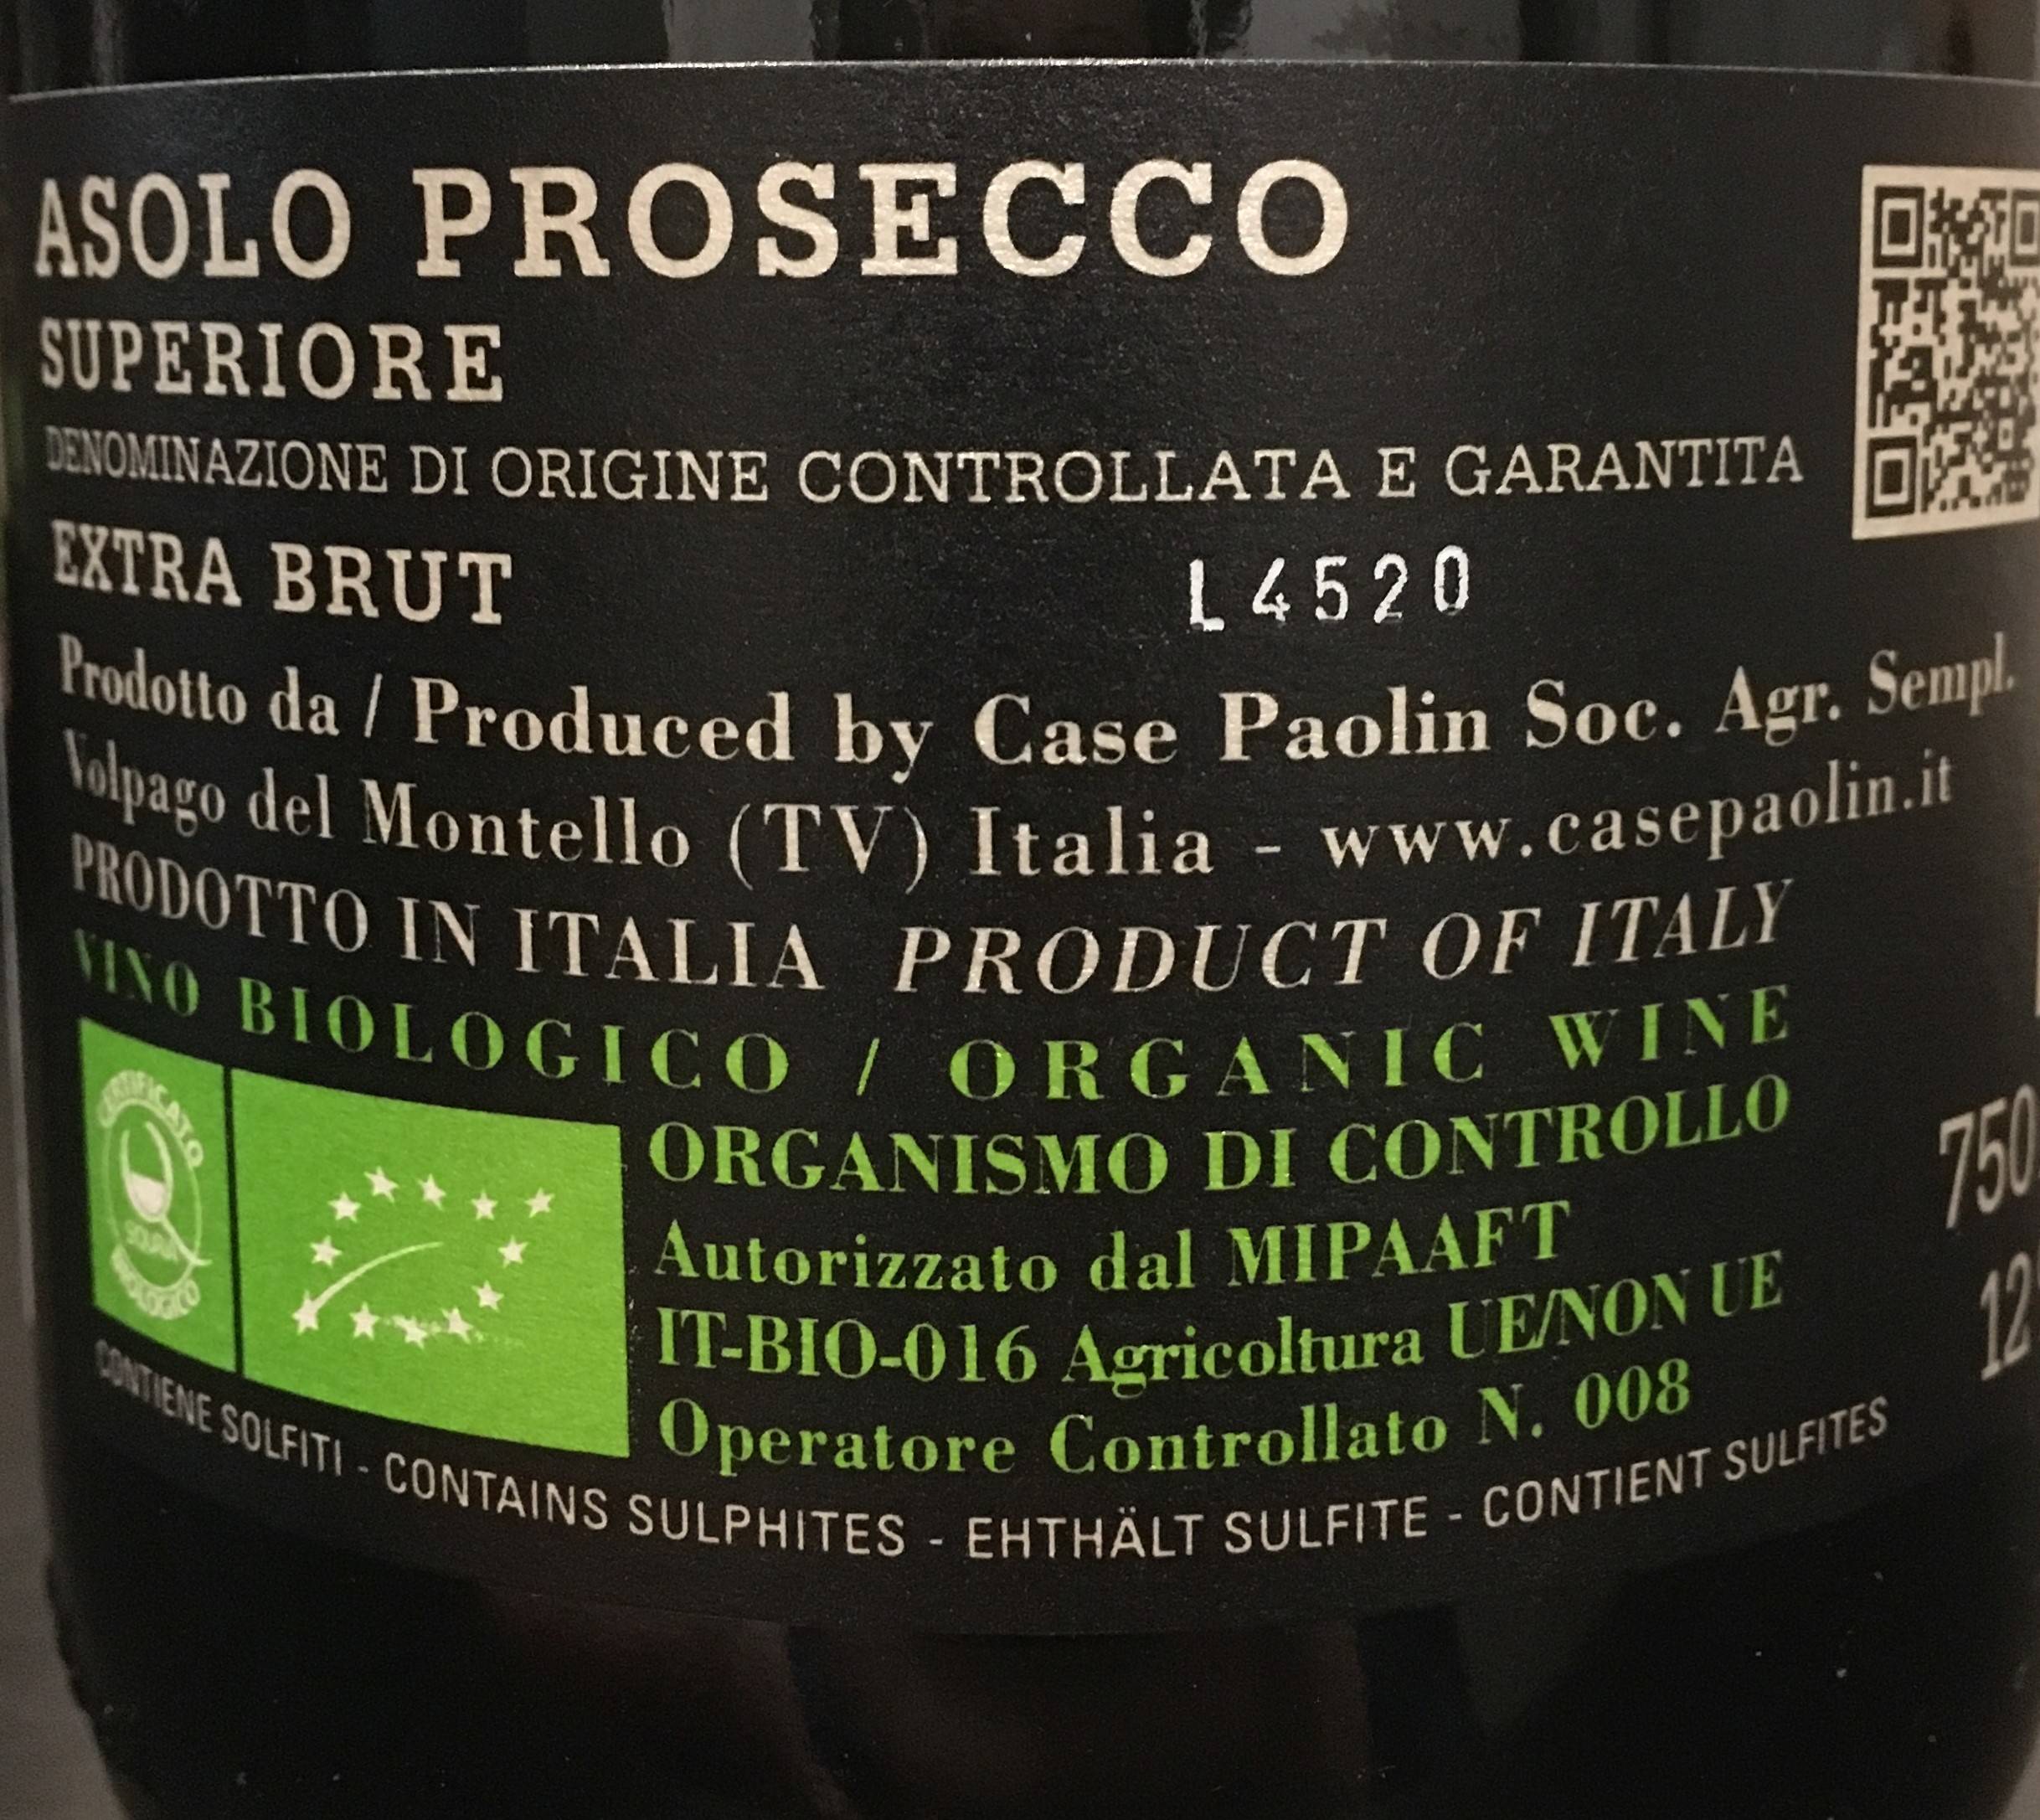 ASOLO PROSECCO
SUPERIORE
DENOMINAZIONE DI ORIGINE CONTROLLATA E GARANTITA
EXTRA BRUT
L4520
Prodotto da / Produced by Case Paolin Soc. Agr. Sempl.
Volpago del Montello (TV) Italia - www.casepaolin.it
PRODOTTO IN ITALIA PRODUCT OF ITALY
VINO BIOLOGICO / ORGANIC WINE
CERTIFICATO
BIOLOGICO
ORGANISMO DI CONTROLLO
Autorizzato dal MIPAAFT
IT-BIO-016 Agricoltura UE/NON UE
Operatore Controllato N. 008
750
12
CONTIENE SOLFITI - CONTAINS SULPHITES - EHTHÄLT SULFITE - CONTIENT SULFITES